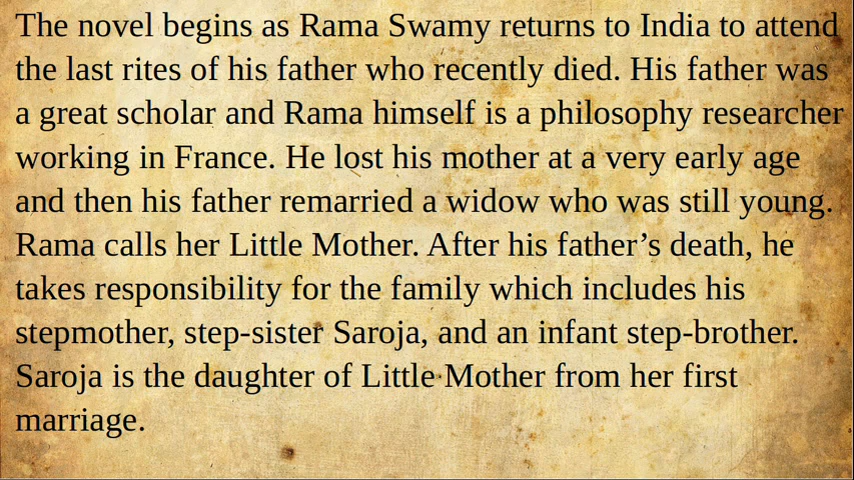 The novel begins as Rama Swamy returns to India to attend
the last rites of his father who recently died. His father was
a great scholar and Rama himself is a philosophy researcher
working in France. He lost his mother at a very early age
and then his father remarried a widow who was still young.
Rama calls her Little Mother. After his father’s death, he
takes responsibility for the family which includes his
stepmother, step-sister Saroja, and an infant step-brother.
Saroja is the daughter of Little Mother from her first
marriage.